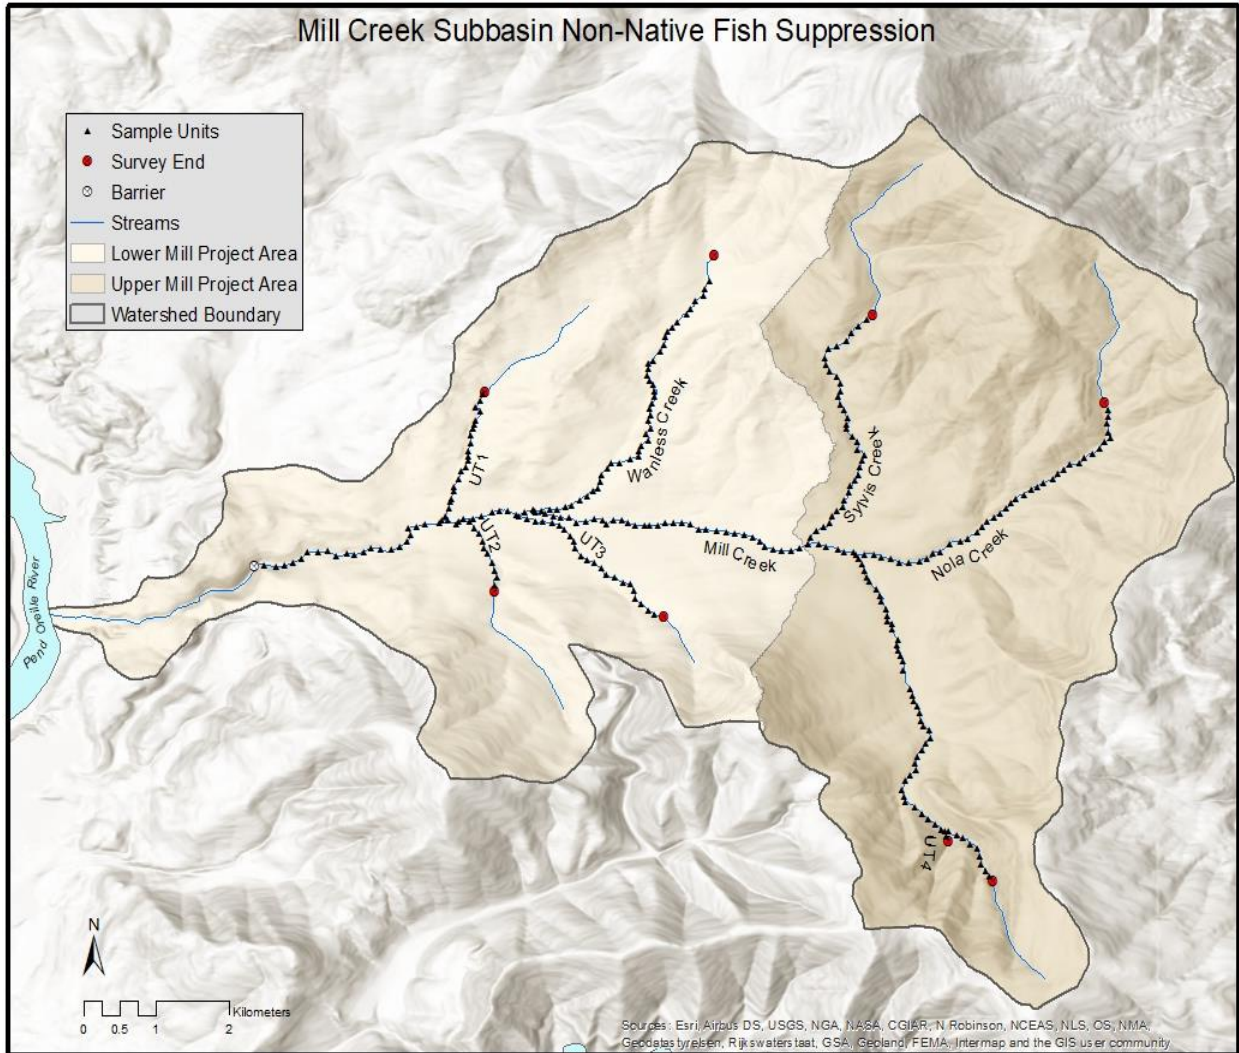 Mill Creek Subbasin Non-Native Fish Suppression
Sample Units
Survey End
Barrier
Streams
Lower Mill Project Area
Upper Mill Project Area
Watershed Boundary
Wanless Creek
UT1
Sylvis Creek
UT2
UT3
Mill Creek
Nola Creek
Pend Oreille River
UT4
N
Kilometers
0 0.5 1 2
Sources: Esri, Airbus DS, USGS, NGA, NASA, CGIAR, N Robinson, NCEAS, NLS, OS, NMA,
Geodatastyrelsen, Rijkswaterstaat, GSA, Geoland, FEMA, Intermap and the GIS user community